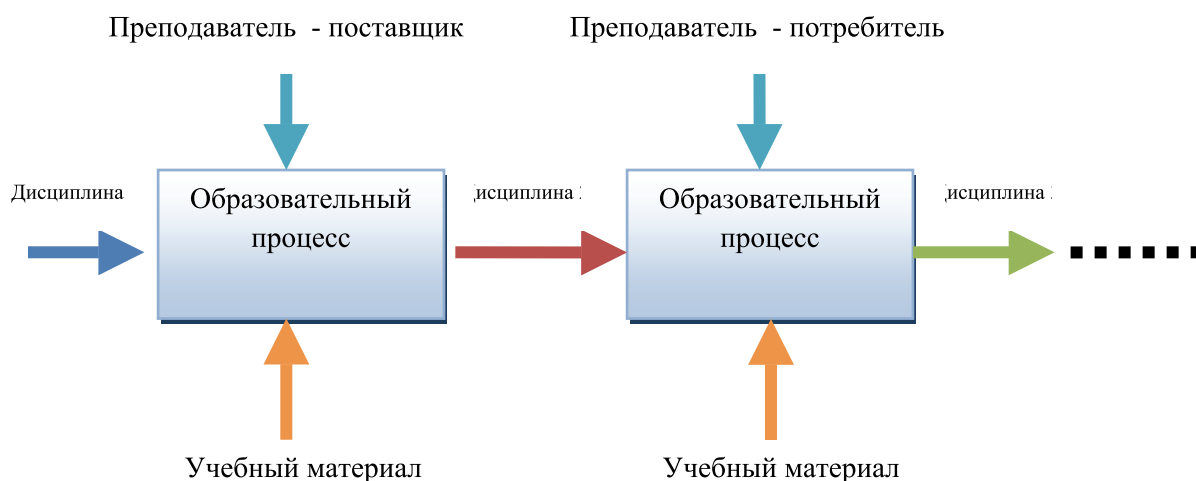 Преподаватель - поставщик
Преподаватель - потребитель
Дисциплина
Образовательный
процесс
исциплина
Образовательный
процесс
исциплина
Учебный материал
Учебный материал